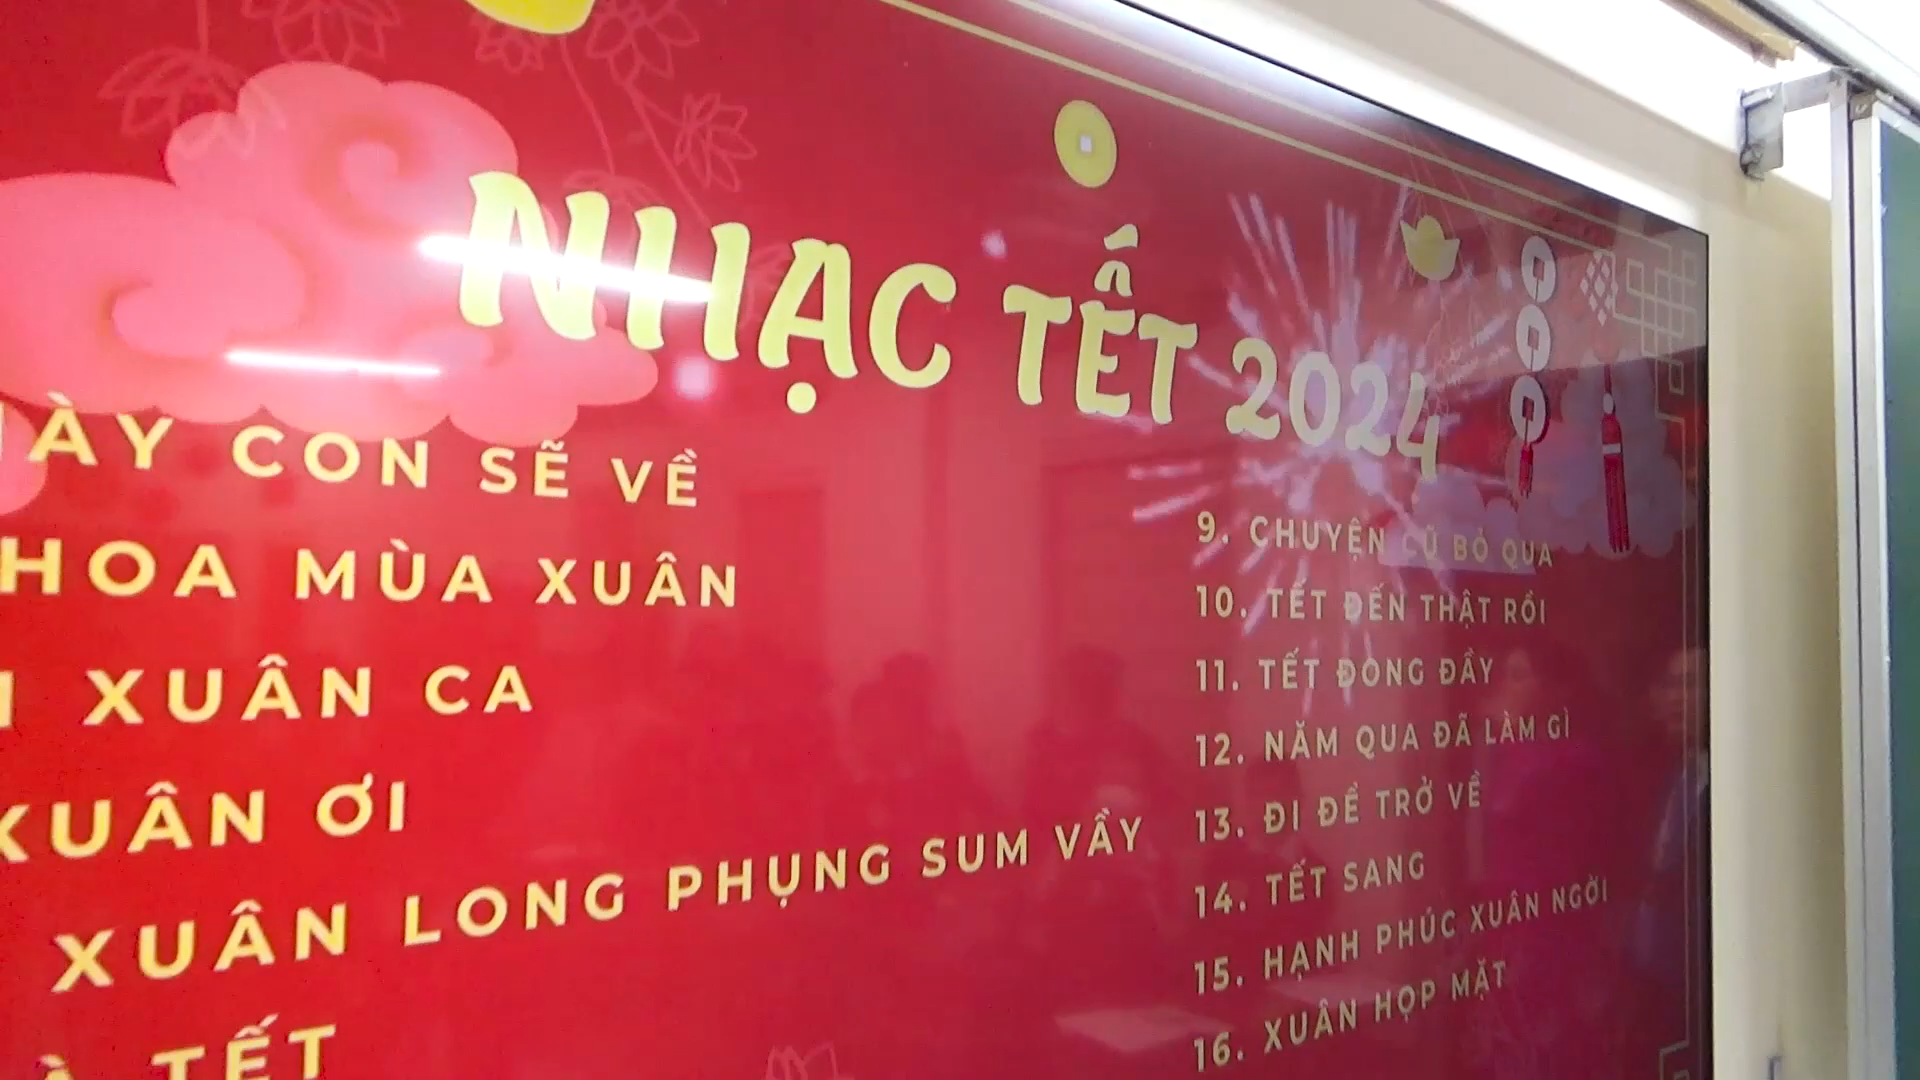 NHẠC TẾT 2024
CON SẼ VỀ
HOA MÙA XUÂN
XUÂN CA
XUÂN ƠI
XUÂN LONG PHỤNG SUM VẦY
TẾT
9. CHUYỆN CŨ BỎ QUA
10. TẾT ĐẾN THẬT RỒI
11. TẾT ĐONG ĐẦY
12. NĂM QUA ĐÃ LÀM GÌ
13. ĐI ĐỂ TRỞ VỀ
14. TẾT SANG
15. HẠNH PHÚC XUÂN NGỜI
16. XUÂN HỌP MẶT